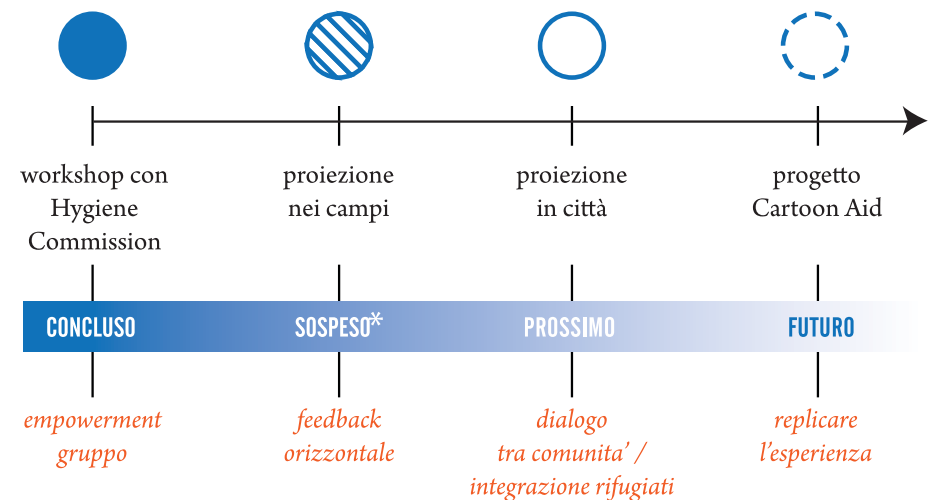 workshop con
Hygiene
Commission
proiezione
nei campi
proiezione
in città
progetto
Cartoon Aid
CONCLUSO
SOSPESO*
PROSSIMO
FUTURO
empowerment
gruppo
feedback
orizzontale
dialogo
tra comunita' /
integrazione rifugiati
replicare
l'esperienza